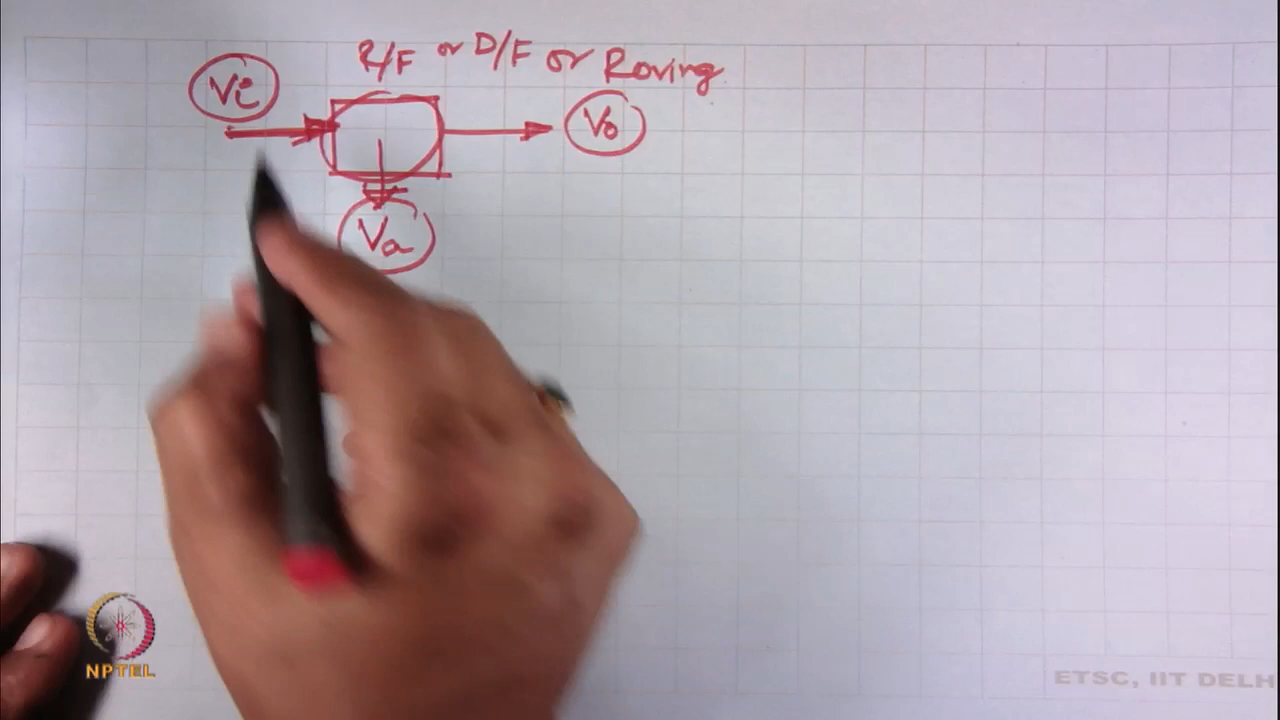 R/F or D/F or Roving
Vi
Vo
Va
NPTEL
ETSC, IIT DELH